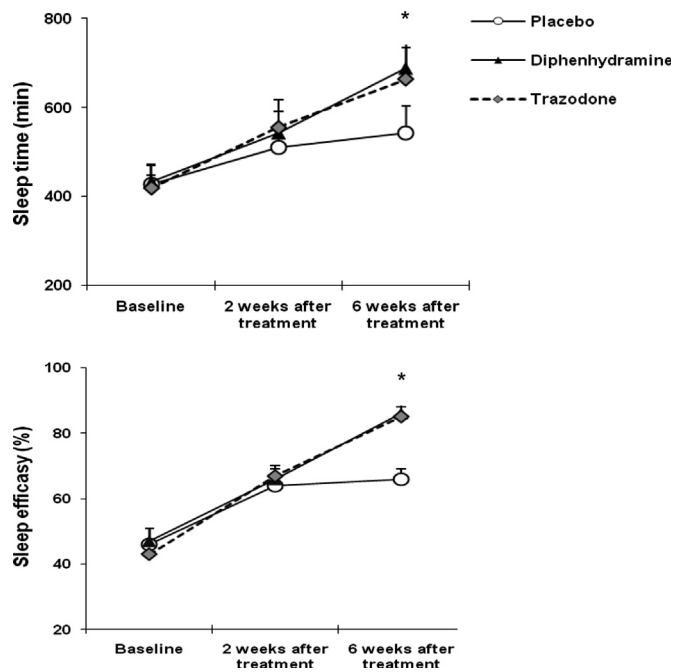 800
600
400
200
Sleep time (min)
*
Placebo
Diphenhydramine
Trazodone
Baseline
2 weeks after
treatment
6 weeks after
treatment
100
80
60
40
20
Sleep efficasy (%)
*
Baseline
2 weeks after
treatment
6 weeks after
treatment